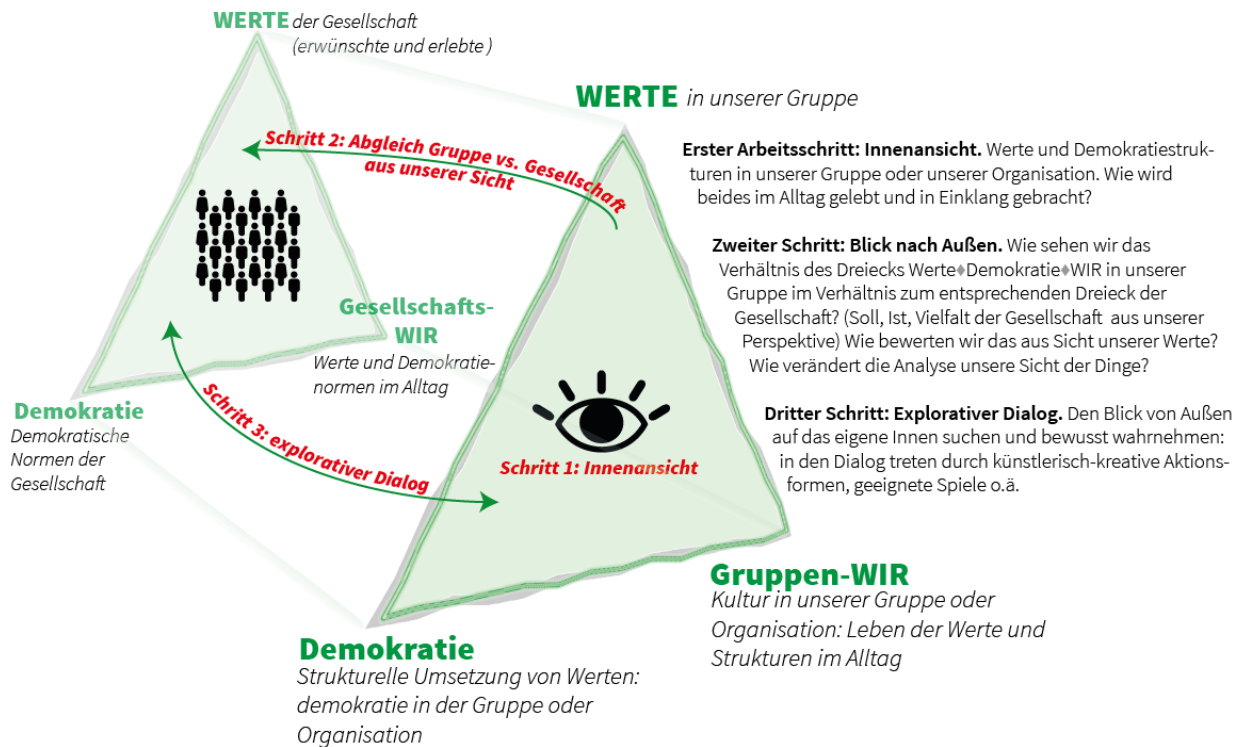 WERTE der Gesellschaft
(erwünschte und erlebte )
WERTE in unserer Gruppe
Schritt 2: Abgleich Gruppe vs. Gesellschaft
aus unserer Sicht
Erster Arbeitsschritt: Innenansicht. Werte und Demokratiestruk-
turen in unserer Gruppe oder unserer Organisation. Wie wird
beides im Alltag gelebt und in Einklang gebracht?
Zweiter Schritt: Blick nach Außen. Wie sehen wir das
Verhältnis des Dreiecks Werte♦Demokratie♦WIR in unserer
Gruppe im Verhältnis zum entsprechenden Dreieck der
Gesellschaft? (Soll, Ist, Vielfalt der Gesellschaft aus unserer
Perspektive) Wie bewerten wir das aus Sicht unserer Werte?
Wie verändert die Analyse unsere Sicht der Dinge?
Gesellschafts-
WIR
Werte und Demokratie-
normen im Alltag
Demokratie
Demokratische
Normen der
Gesellschaft
Schritt 3: explorativer Dialog
Schritt 1: Innenansicht
Dritter Schritt: Explorativer Dialog. Den Blick von Außen
auf das eigene Innen suchen und bewusst wahrnehmen:
in den Dialog treten durch künstlerisch-kreative Aktions-
formen, geeignete Spiele o.ä.
Gruppen-WIR
Kultur in unserer Gruppe oder
Organisation: Leben der Werte und
Strukturen im Alltag
Demokratie
Strukturelle Umsetzung von Werten:
demokratie in der Gruppe oder
Organisation